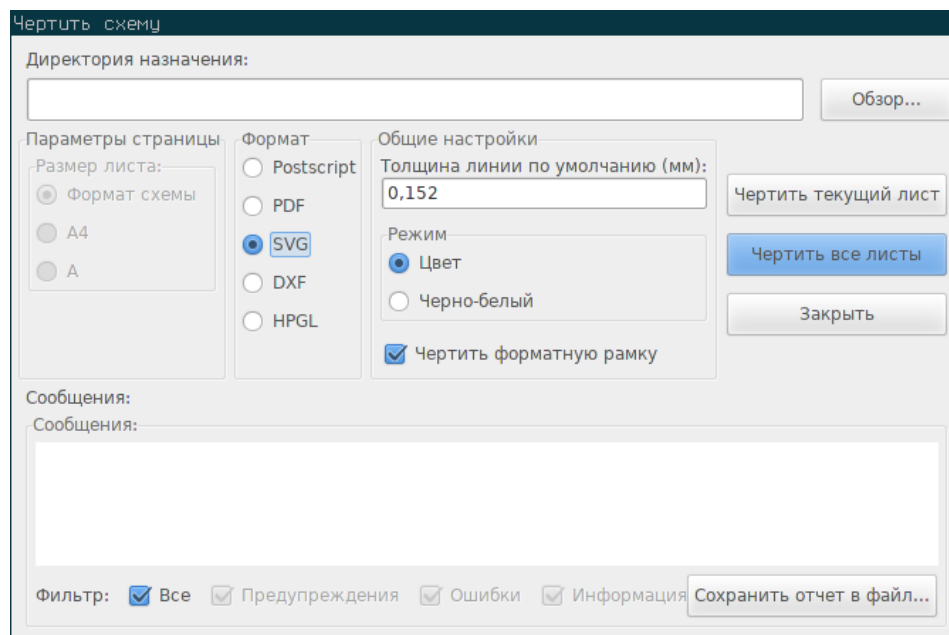 Чертить схему
Директория назначения:
Обзор...
Параметры страницы
Размер листа:
Формат схемы
A4
A
Формат
Postscript
PDF
SVG
DXF
HPGL
Общие настройки
Толщина линии по умолчанию (мм):
0,152
Режим
Цвет
Черно-белый
Чертить форматную рамку
Чертить текущий лист
Чертить все листы
Закрыть
Сообщения:
Сообщения:
Фильтр: Все Предупреждения Ошибки Информация Сохранить отчет в файл...